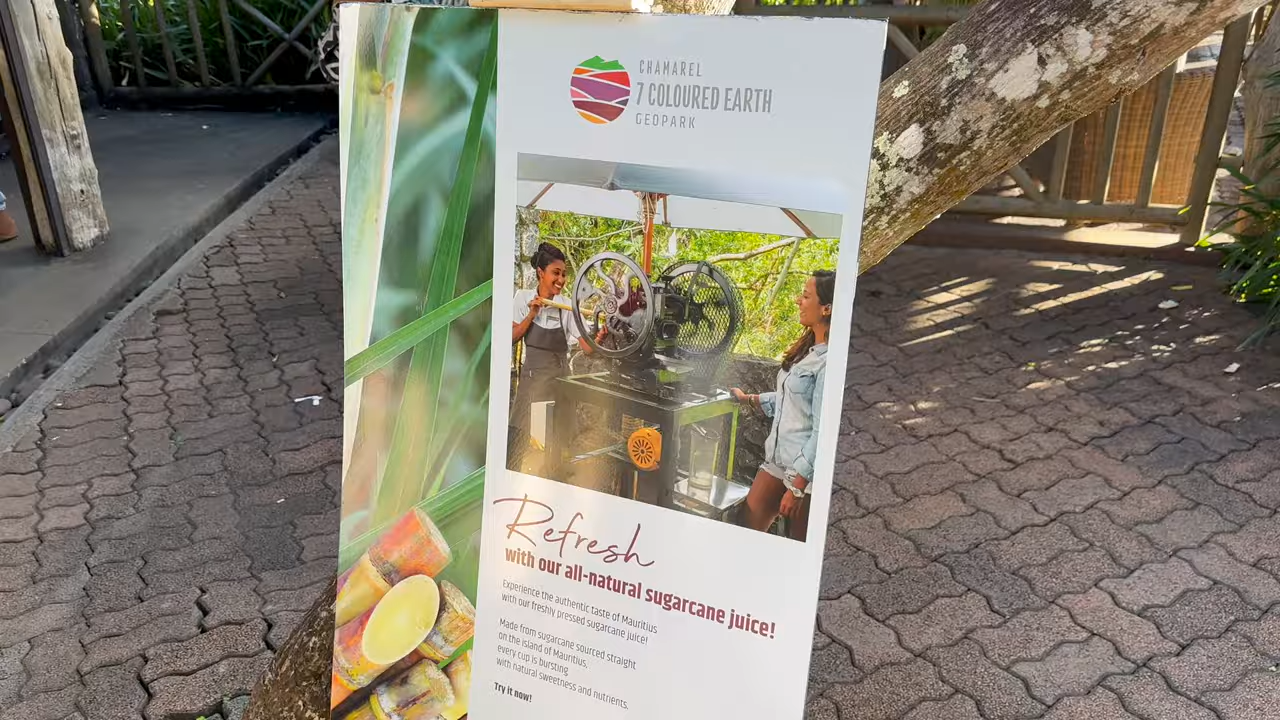 CHAMAREL
7 COLOURED EARTH
GEOPARK
Refresh
with our all-natural sugarcane juice!
Experience the authentic taste of Mauritius
with our freshly pressed sugarcane juice!
Made from sugarcane sourced straight
on the island of Mauritius,
every cup is bursting
with natural sweetness and nutrients.
Try it now!